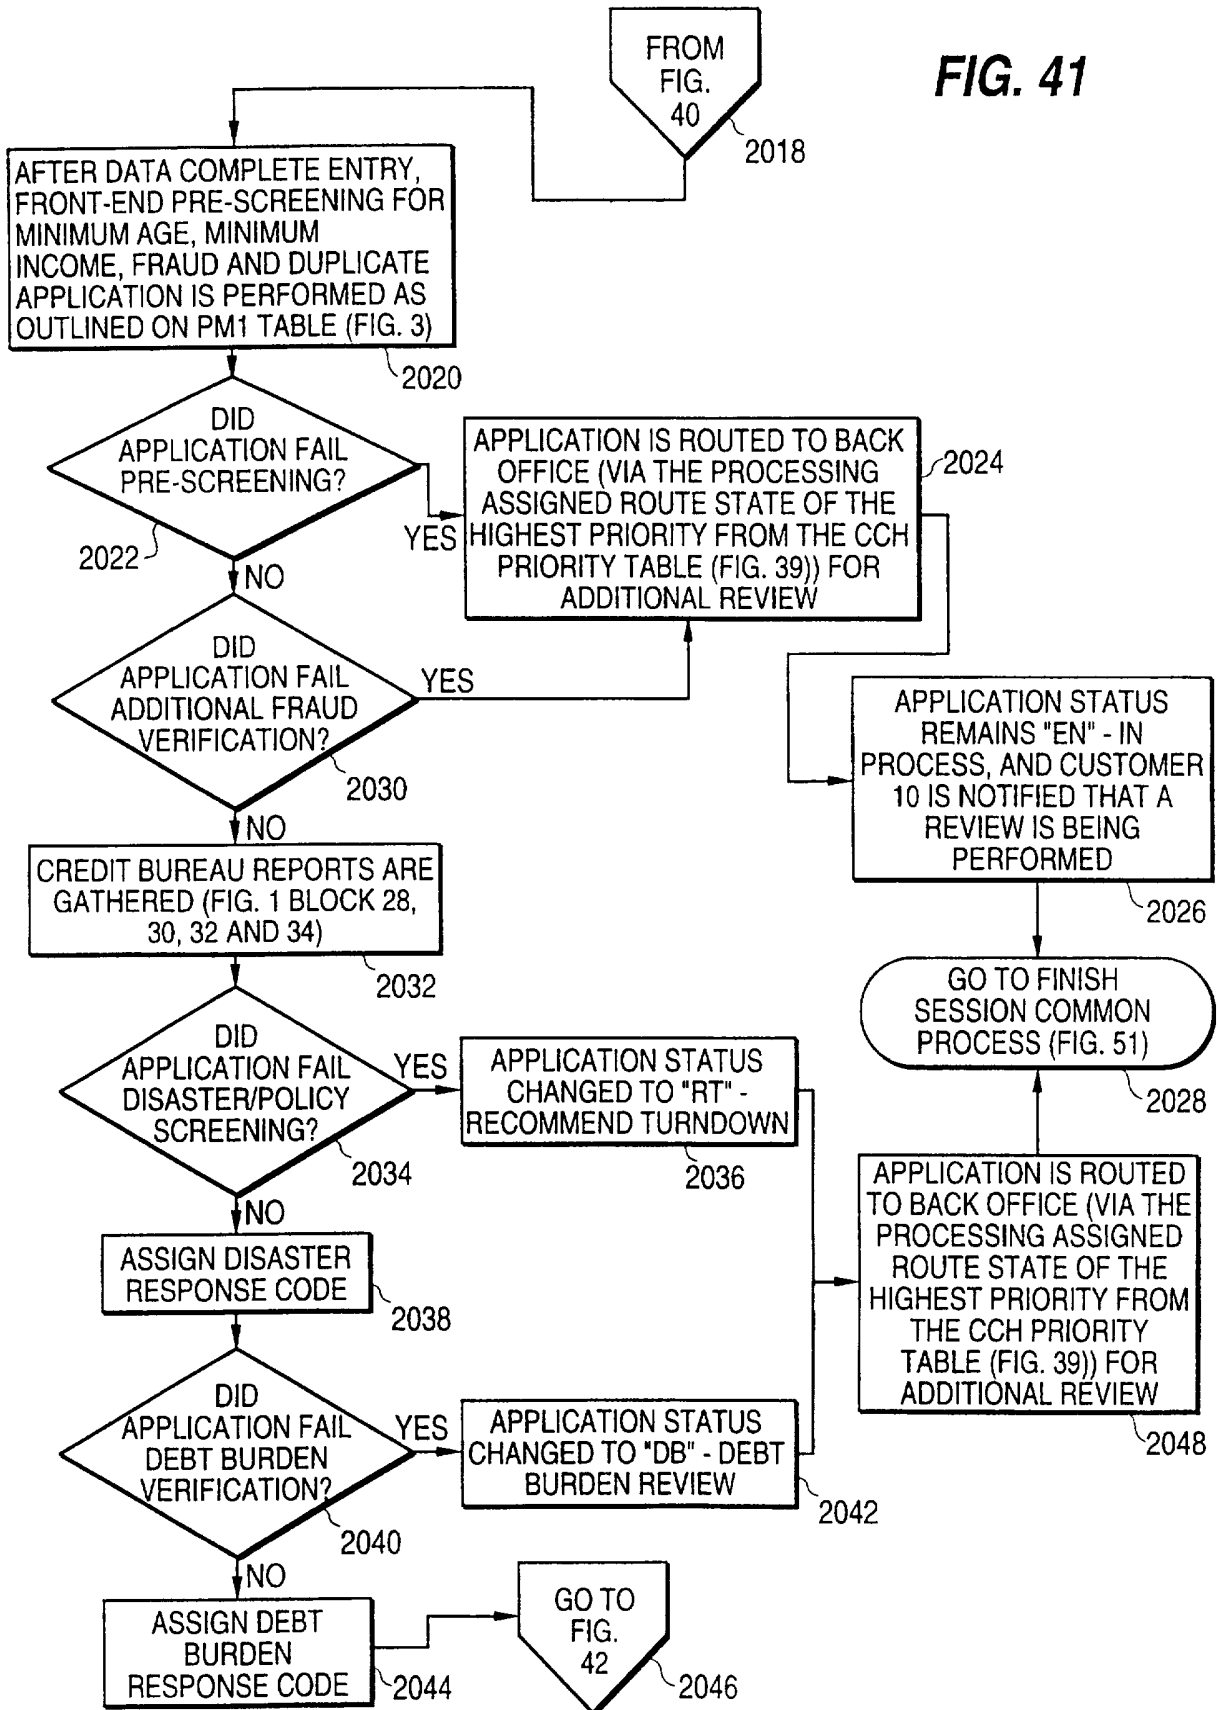 FROM
FIG.
40
FIG. 41
2018
AFTER DATA COMPLETE ENTRY,
FRONT-END PRE-SCREENING FOR
MINIMUM AGE, MINIMUM
INCOME, FRAUD AND DUPLICATE
APPLICATION IS PERFORMED AS
OUTLINED ON PM1 TABLE (FIG. 3)
2020
DID
APPLICATION FAIL
PRE-SCREENING?
2022
YES
NO
APPLICATION IS ROUTED TO BACK
OFFICE (VIA THE PROCESSING
ASSIGNED ROUTE STATE OF THE
HIGHEST PRIORITY FROM THE CCH
PRIORITY TABLE (FIG. 39)) FOR
ADDITIONAL REVIEW
2024
DID
APPLICATION FAIL
ADDITIONAL FRAUD
VERIFICATION?
YES
2030
NO
APPLICATION STATUS
REMAINS "EN" - IN
PROCESS, AND CUSTOMER
10 IS NOTIFIED THAT A
REVIEW IS BEING
PERFORMED
2026
CREDIT BUREAU REPORTS ARE
GATHERED (FIG. 1 BLOCK 28,
30, 32 AND 34)
2032
GO TO FINISH
SESSION COMMON
PROCESS (FIG. 51)
2028
DID
APPLICATION FAIL
DISASTER/POLICY
SCREENING?
YES
2034
NO
APPLICATION STATUS
CHANGED TO "RT" -
RECOMMEND TURNDOWN
2036
APPLICATION IS ROUTED
TO BACK OFFICE (VIA THE
PROCESSING ASSIGNED
ROUTE STATE OF THE
HIGHEST PRIORITY FROM
THE CCH PRIORITY
TABLE (FIG. 39)) FOR
ADDITIONAL REVIEW
2048
ASSIGN DISASTER
RESPONSE CODE
2038
DID
APPLICATION FAIL
DEBT BURDEN
VERIFICATION?
YES
2040
NO
APPLICATION STATUS
CHANGED TO "DB" - DEBT
BURDEN REVIEW
2042
ASSIGN DEBT
BURDEN
RESPONSE CODE
2044
GO TO
FIG.
42
2046